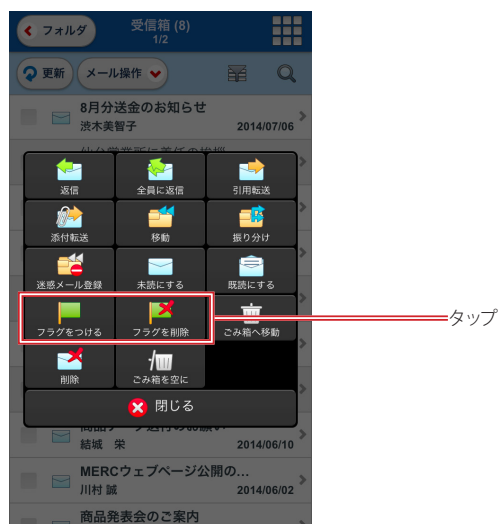 フォルダ
受信箱 (8)
1/2
更新
メール操作
8月分送金のお知らせ
渋木美智子
2014/07/06
返信
全員に返信
引用転送
添付転送
移動
振り分け
迷惑メール登録
未読にする
既読にする
フラグをつける
フラグを削除
ごみ箱へ移動
タップ
削除
ごみ箱を空に
閉じる
結城 栄
2014/06/10
MERCウェブページ公開の...
川村 誠
2014/06/02
商品発表会のご案内